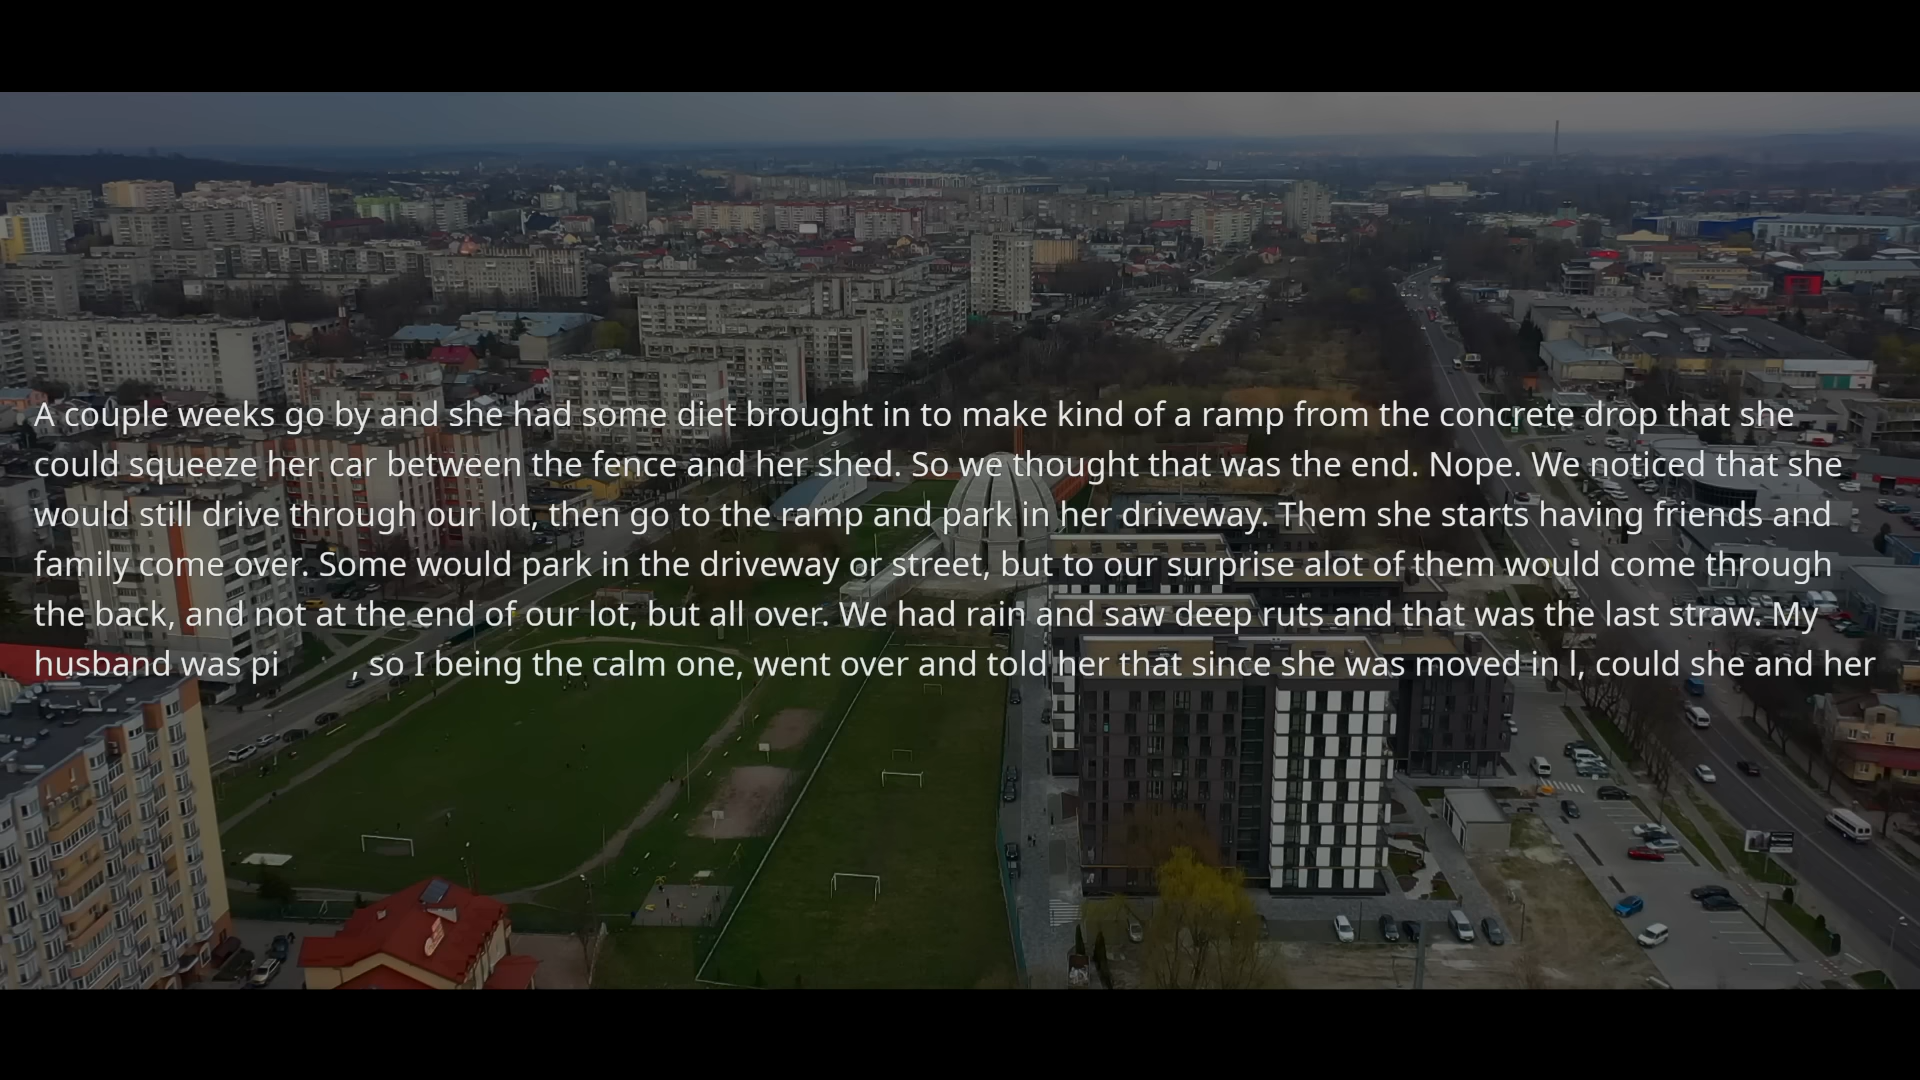 A couple weeks go by and she had some diet brought in to make kind of a ramp from the concrete drop that she
could squeeze her car between the fence and her shed. So we thought that was the end. Nope. We noticed that she
would still drive through our lot, then go to the ramp and park in her driveway. Them she starts having friends and
family come over. Some would park in the driveway or street, but to our surprise alot of them would come through
the back, and not at the end of our lot, but all over. We had rain and saw deep ruts and that was the last straw. My
husband was pi , so I being the calm one, went over and told her that since she was moved in l, could she and her